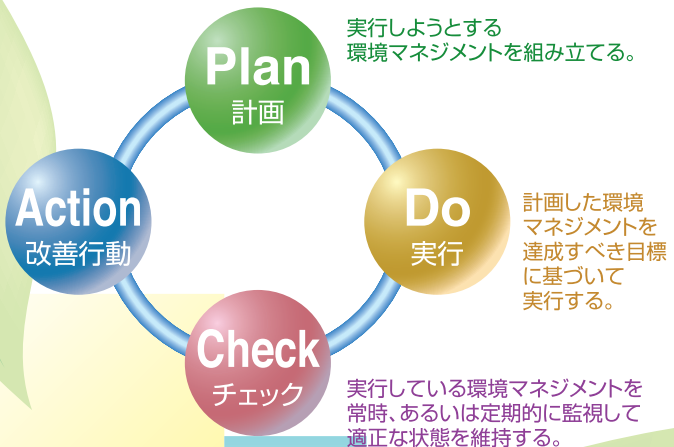 Plan
計画
実行しようとする
環境マネジメントを組み立てる。
Action
改善行動
Do
実行
計画した環境
マネジメントを
達成すべき目標
に基づいて
実行する。
Check
チェック
実行している環境マネジメントを
常時、あるいは定期的に監視して
適正な状態を維持する。